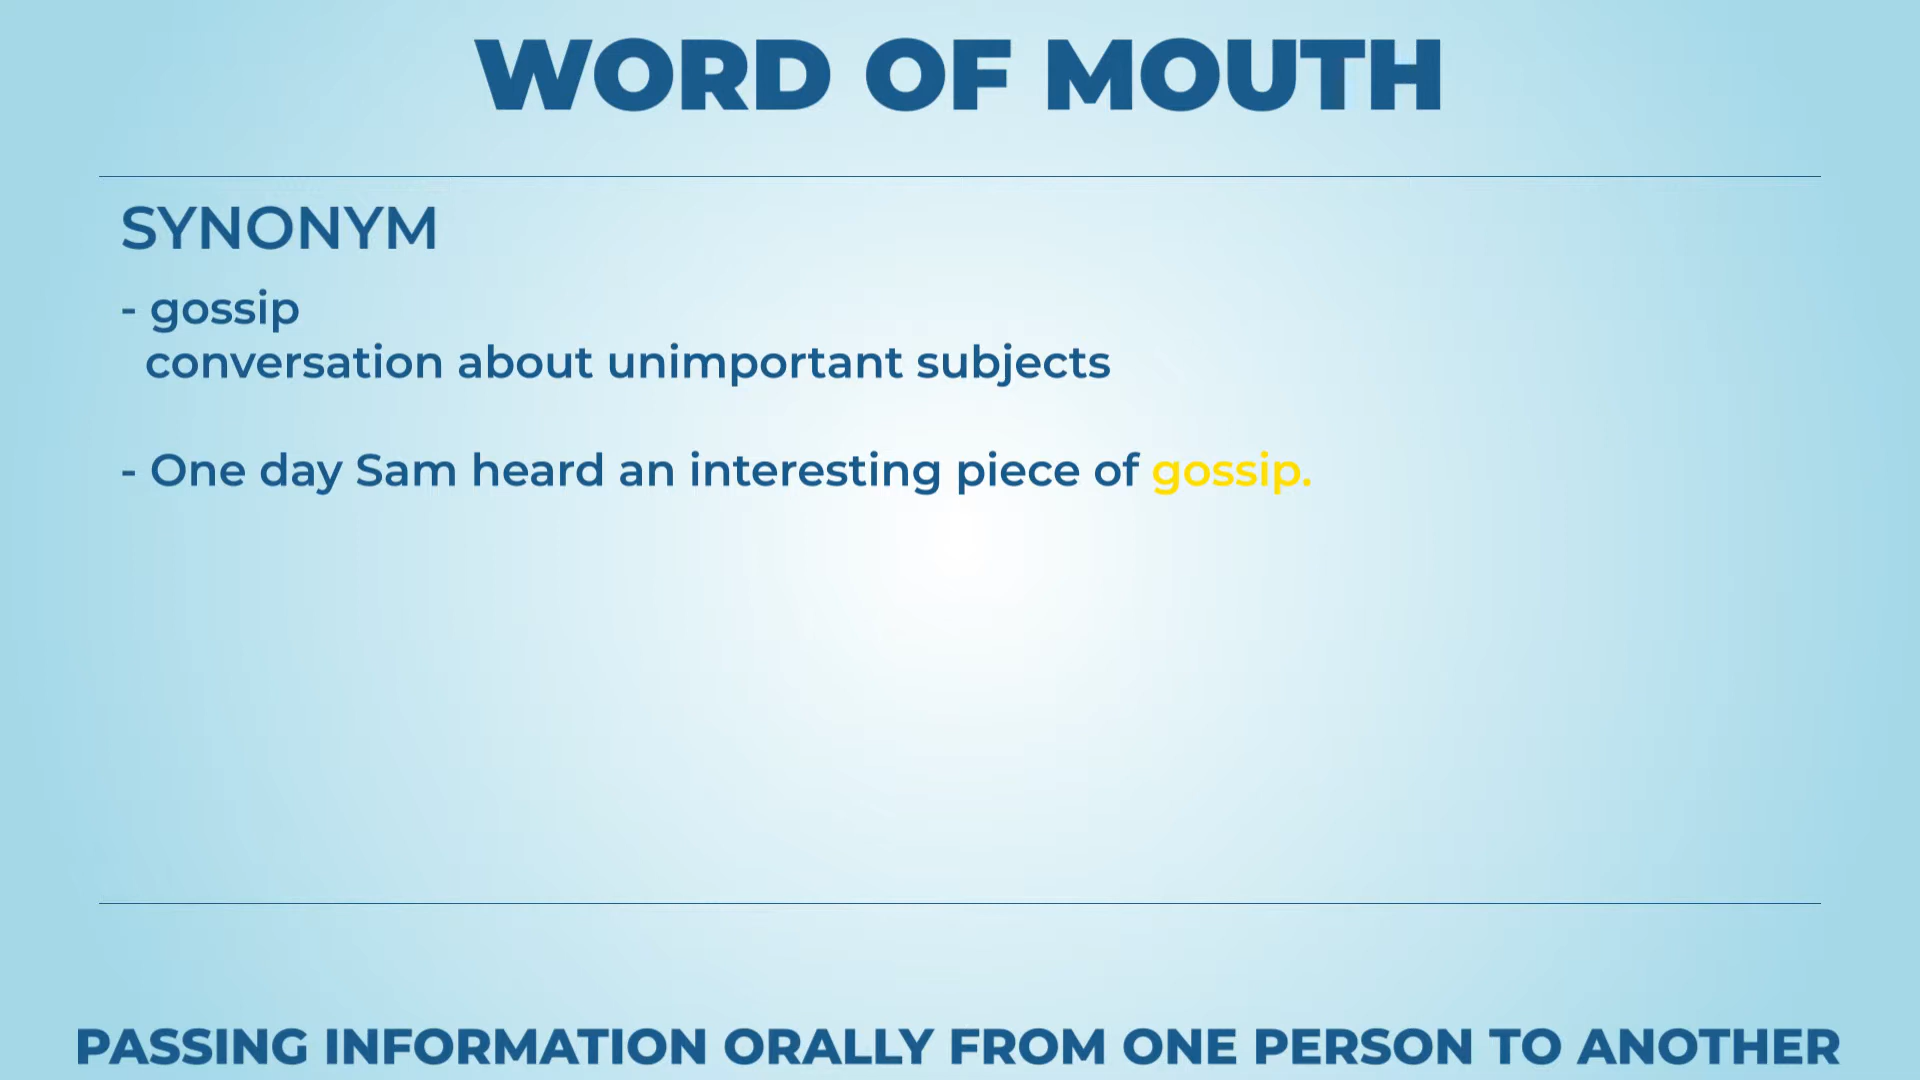 WORD OF MOUTH
SYNONYM
- gossip
conversation about unimportant subjects
- One day Sam heard an interesting piece of gossip.
PASSING INFORMATION ORALLY FROM ONE PERSON TO ANOTHER